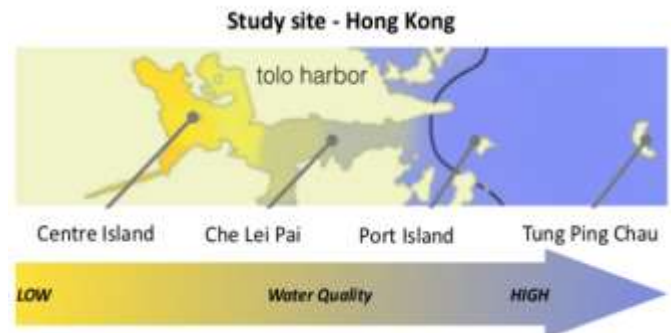 Study site - Hong Kong
tolo harbor
Centre Island Che Lei Pai Port Island Tung Ping Chau
LOW Water Quality HIGH